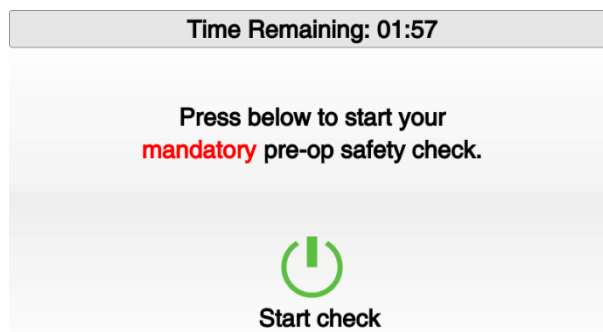 Time Remaining: 01:57
Press below to start your
mandatory pre-op safety check.
Start check